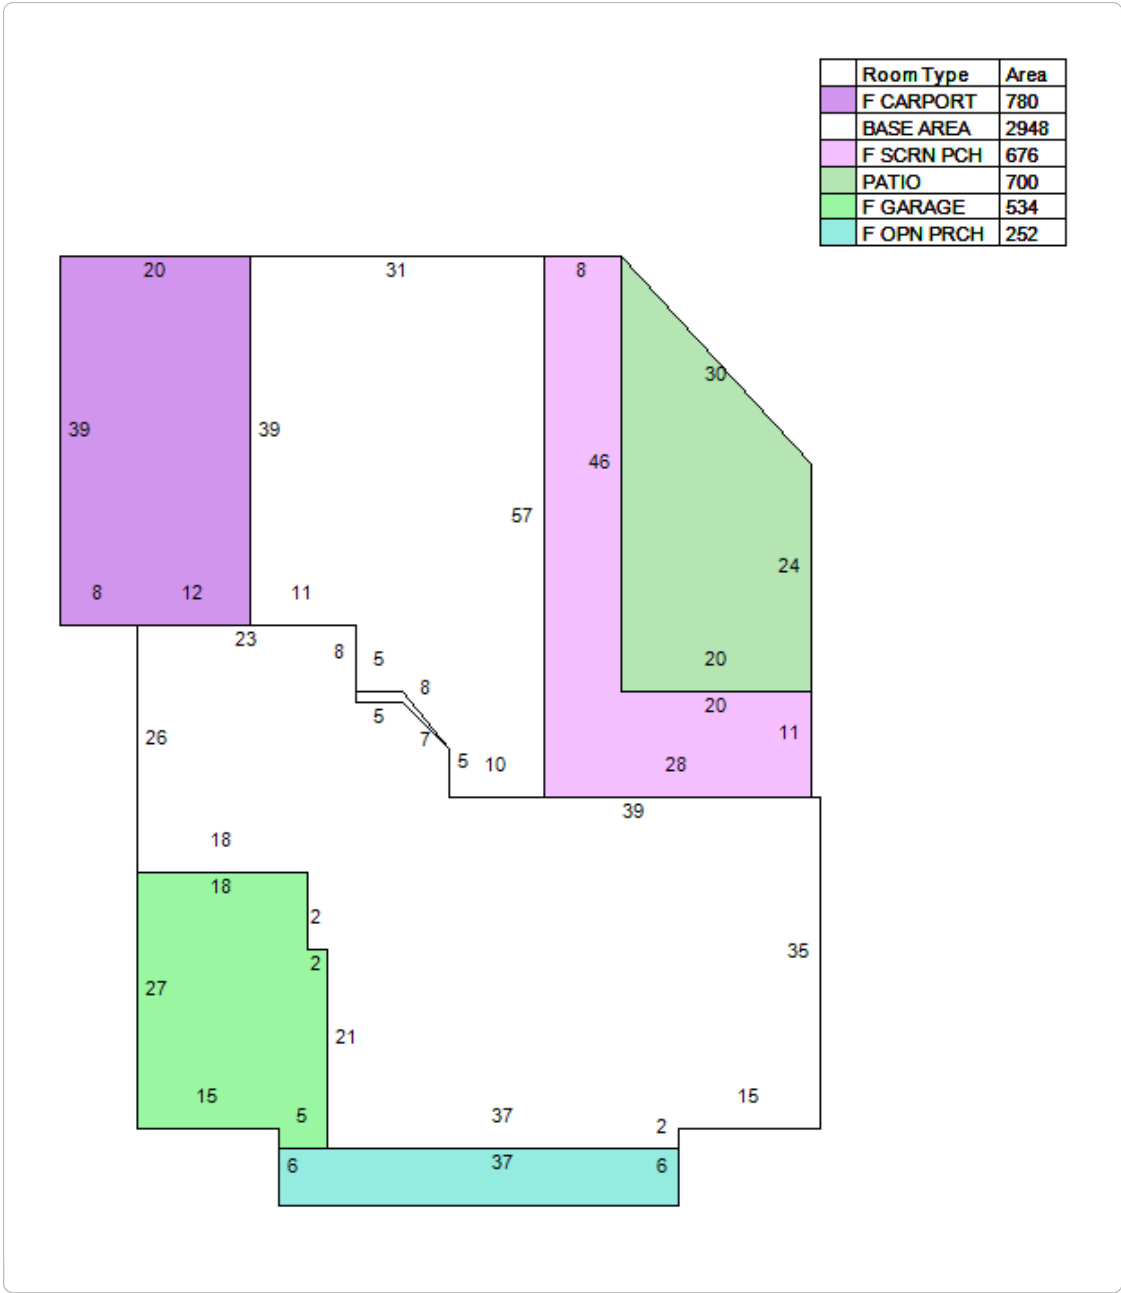 Room Type Area
F CARPORT 780
BASE AREA 2948
F SCRN PCH 676
PATIO 700
F GARAGE 534
F OPN PRCH 252
20 31 8
30
39 39
46
57
24
8 12 11
23
8 5 20
8
5 20
7
26 11
5 10 28
39
18
18
2
35
2
27
21
15 15
5 37
2
6 37 6